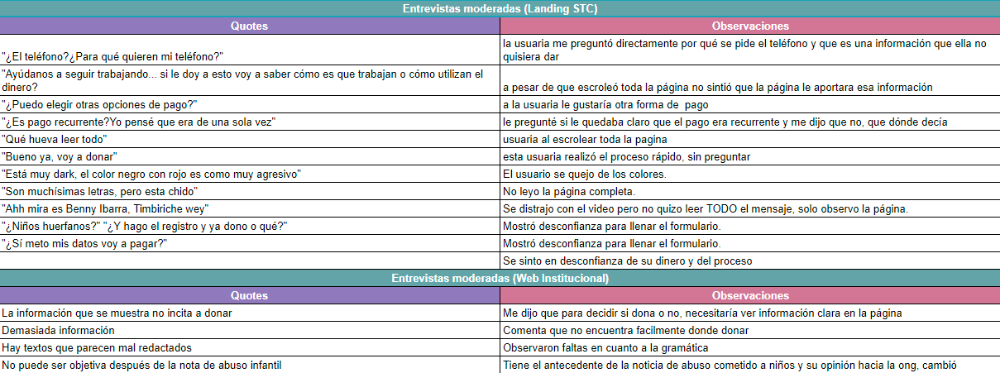 Entrevistas moderadas (Landing STC)
Quotes
Observaciones
"¿El teléfono?¿Para qué quieren mi teléfono?"
la usuaria me preguntó directamente por qué se pide el teléfono y que es una información que ella no
quisiera dar
"Ayúdanos a seguir trabajando... si le doy a esto voy a saber cómo es que trabajan o cómo utilizan el
dinero?
a pesar de que escroleó toda la página no sintió que la página le aportara esa información
"¿Puedo elegir otras opciones de pago?"
a la usuaria le gustaría otra forma de pago
"¿Es pago recurrente?Yo pensé que era de una sola vez"
le pregunté si le quedaba claro que el pago era recurrente y me dijo que no, que dónde decía
"Qué hueva leer todo"
usuaria al escrolear toda la pagina
"Bueno ya, voy a donar"
esta usuaria realizó el proceso rápido, sin preguntar
"Está muy dark, el color negro con rojo es como muy agresivo"
El usuario se quejo de los colores.
"Son muchísimas letras, pero esta chido"
No leyo la página completa.
"Ahh mira es Benny Ibarra, Timbiriche wey"
Se distrajo con el video pero no quizo leer TODO el mensaje, solo observo la página.
"¿Niños huerfanos?" "¿Y hago el registro y ya dono o qué?"
Mostró desconfianza para llenar el formulario.
"¿Sí meto mis datos voy a pagar?"
Mostró desconfianza para llenar el formulario.
Se sinto en desconfianza de su dinero y del proceso
Entrevistas moderadas (Web Institucional)
Quotes
Observaciones
La información que se muestra no incita a donar
Me dijo que para decidir si dona o no, necesitaría ver información clara en la página
Demasiada información
Comenta que no encuentra facilmente donde donar
Hay textos que parecen mal redactados
Observaron faltas en cuanto a la gramática
No puede ser objetiva después de la nota de abuso infantil
Tiene el antecedente de la noticia de abuso cometido a niños y su opinión hacia la ong, cambió